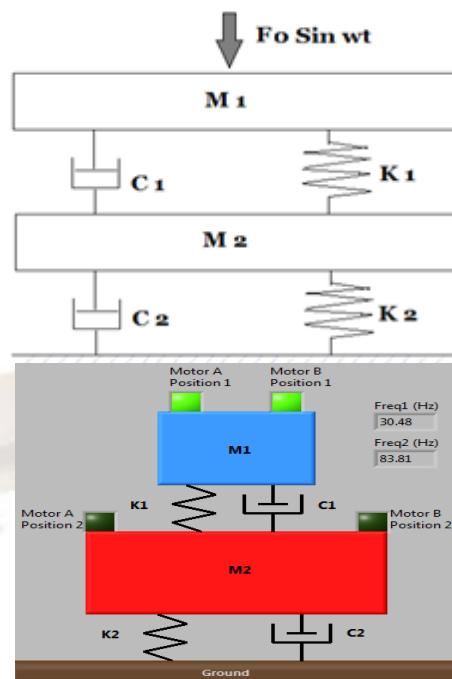 Fo Sin wt
M 1
C 1
K 1
M 2
C 2
K 2
Motor A
Position 1
Motor B
Position 1
Freq1 (Hz)
30.48
Freq2 (Hz)
83.81
M1
K1
C1
Motor A
Position 2
Motor B
Position 2
M2
K2
C2
Ground